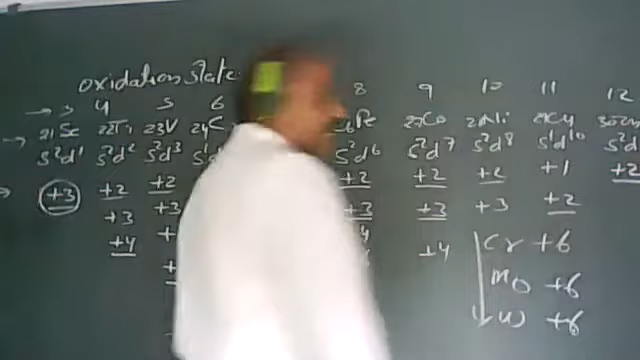 oxidation state
→ 3 4 5 6 8 9 10 11 12
→ 21Sc 22Ti 23V 24C Fe 27Co 28Ni 29Cu 30Zn
s²d¹ s²d² s²d³ s¹d s²d⁶ s²d⁷ s²d⁸ s¹d¹⁰ s²d
+3 +2 +2 +2 +2 +2 +1 +2
+3 +3 +3 +3 +3 +2
+4 + 4 +4 Cr +6
+ Mo +6
W +6